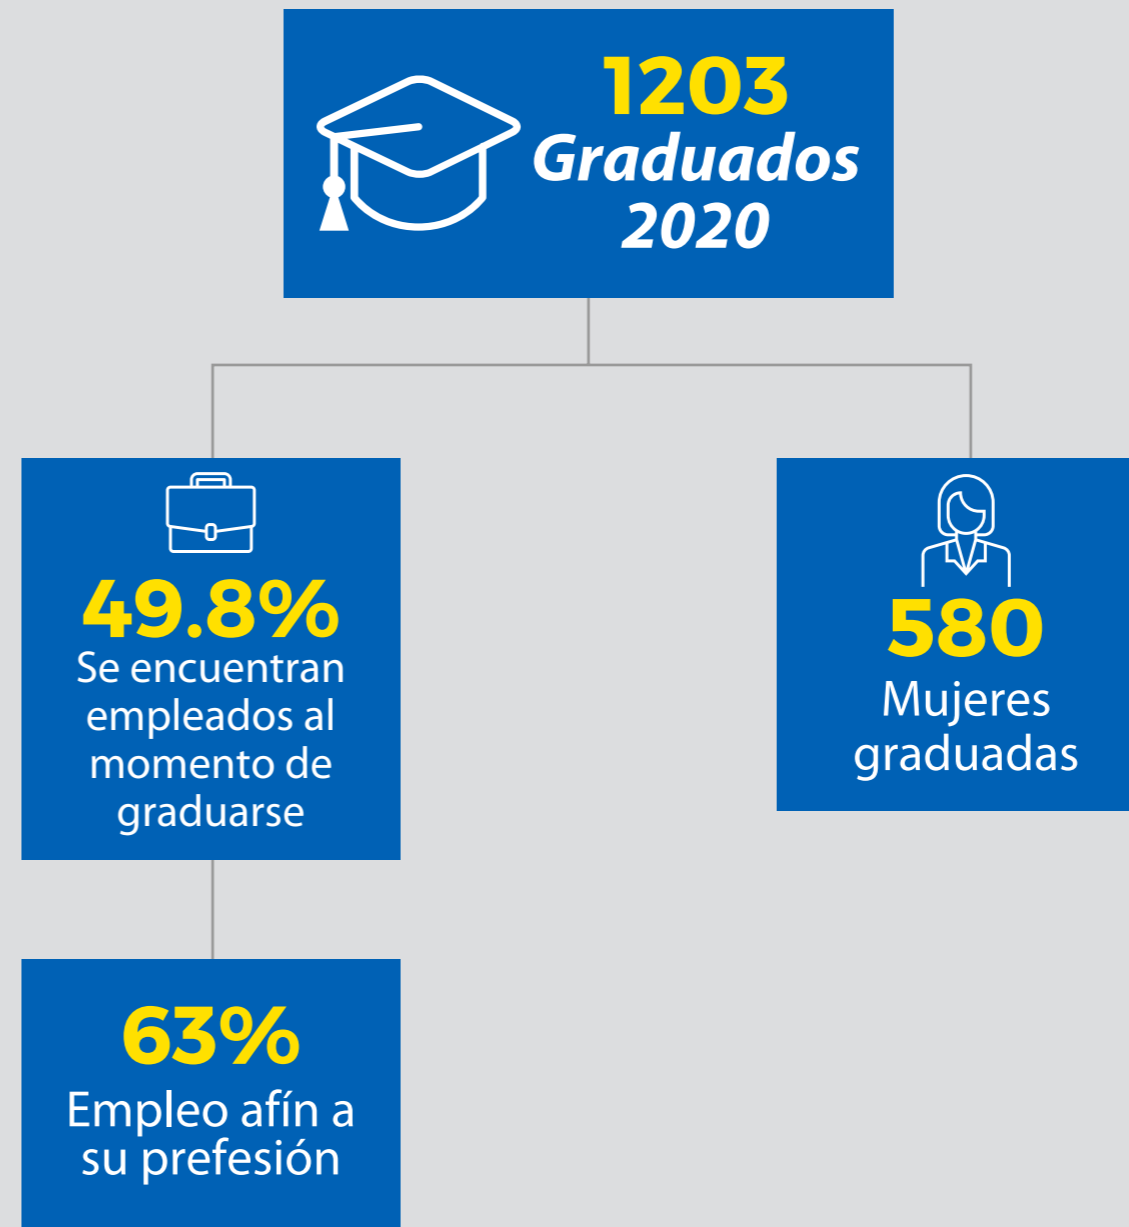 1203
Graduados
2020
49.8%
Se encuentran
empleados al
momento de
graduarse
580
Mujeres
graduadas
63%
Empleo afín a
su prefesión